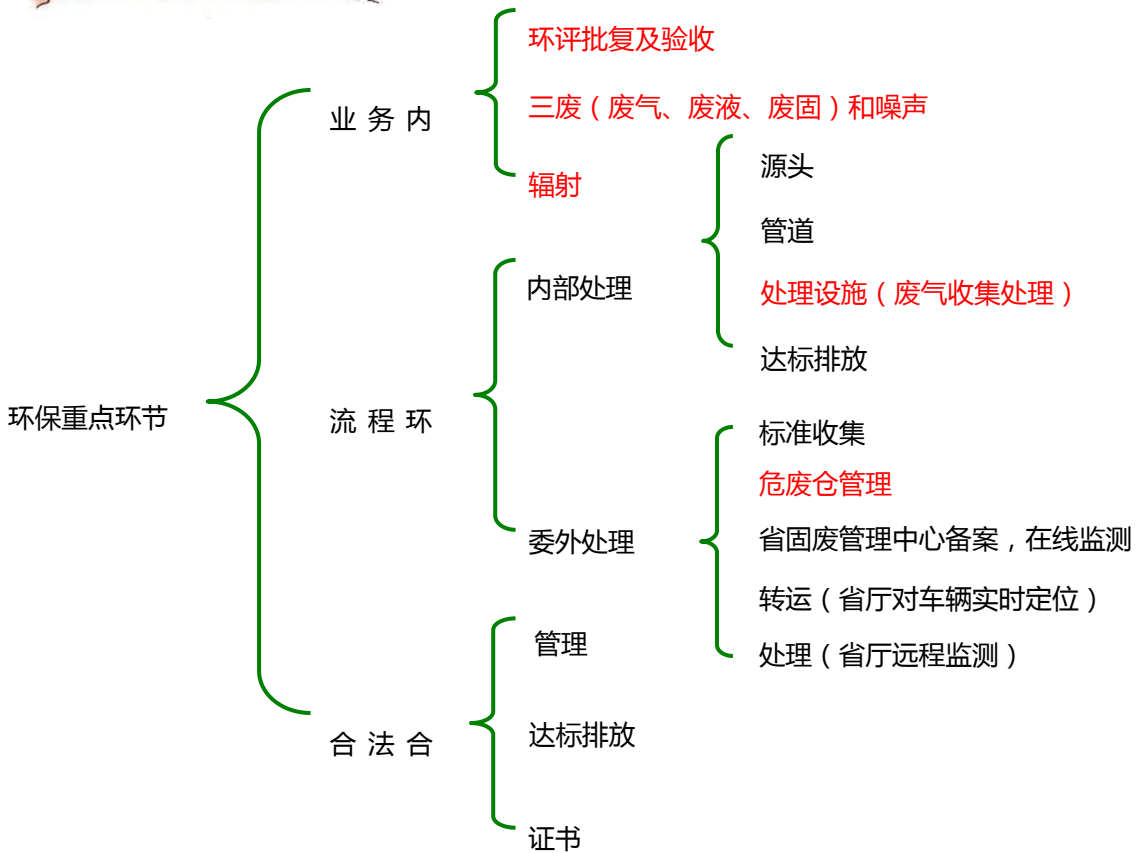 环保重点环节
业务内
环评批复及验收
三废（废气、废液、废固）和噪声
辐射
流程环
内部处理
源头
管道
处理设施（废气收集处理）
达标排放
委外处理
标准收集
危废仓管理
省固废管理中心备案，在线监测
转运（省厅对车辆实时定位）
处理（省厅远程监测）
合法合
管理
达标排放
证书